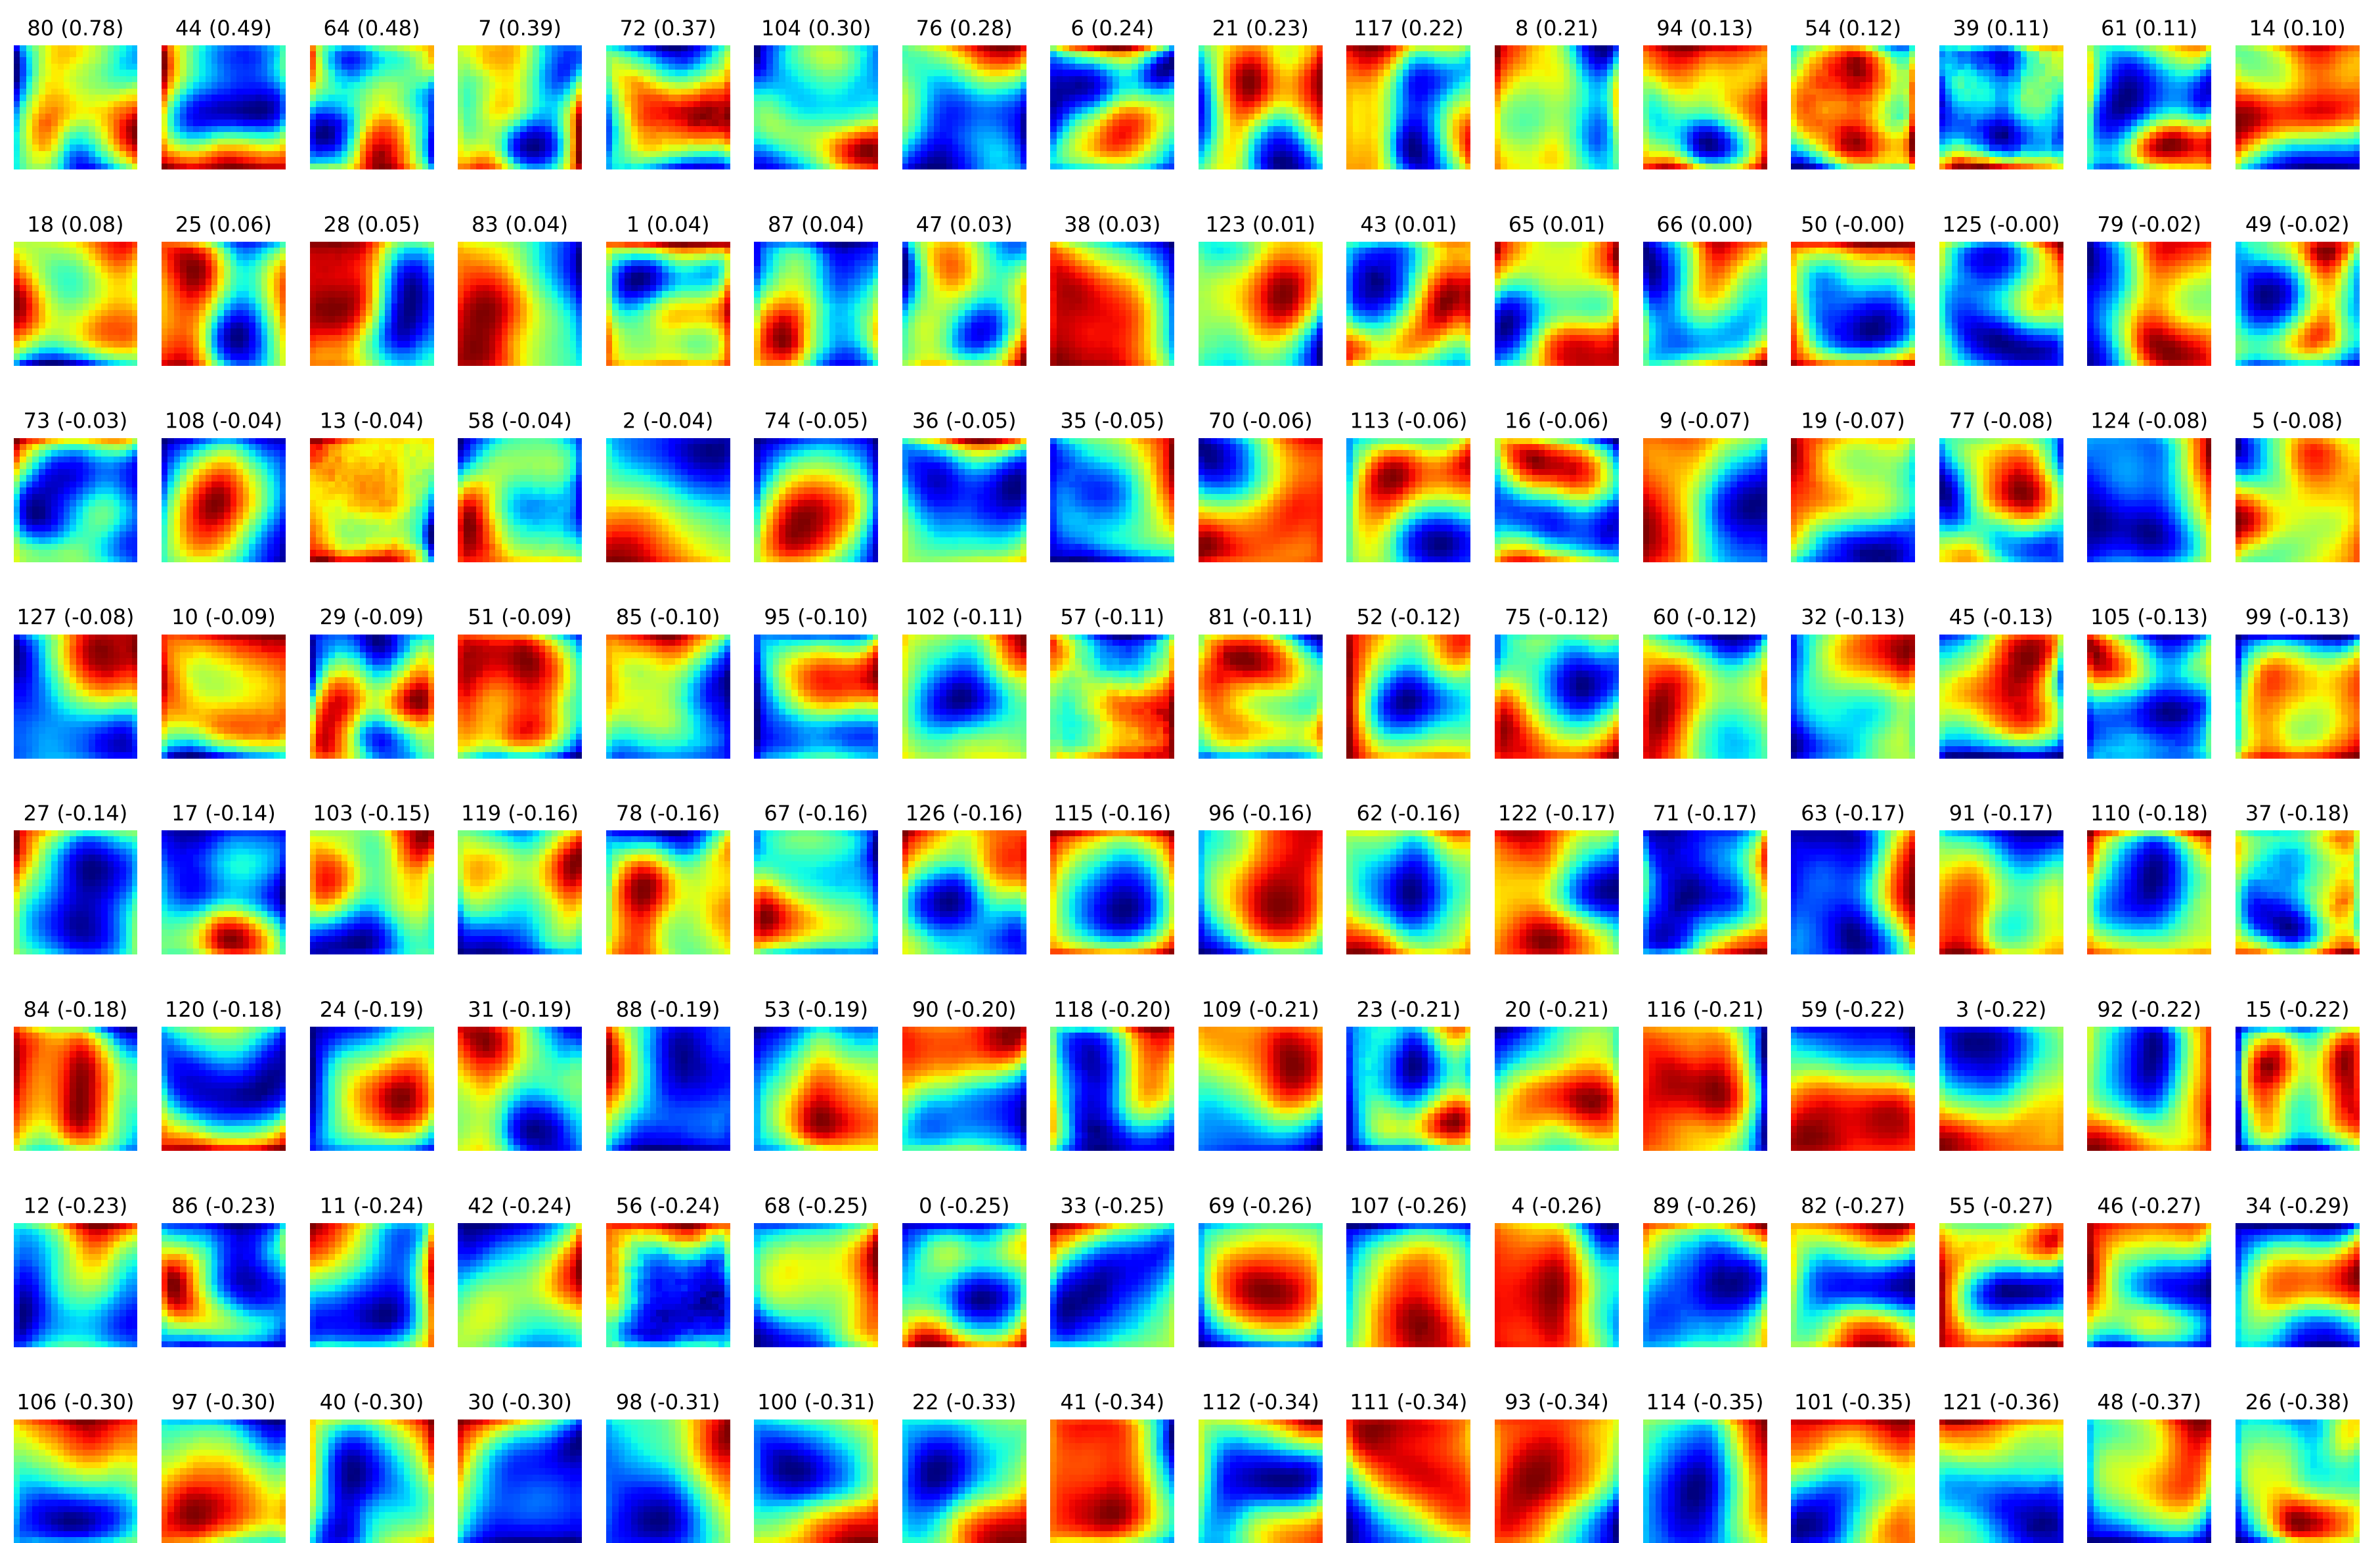 80 (0.78) 44 (0.49) 64 (0.48) 7 (0.39) 72 (0.37) 104 (0.30) 76 (0.28) 6 (0.24) 21 (0.23) 117 (0.22) 8 (0.21) 94 (0.13) 54 (0.12) 39 (0.11) 61 (0.11) 14 (0.10)
18 (0.08) 25 (0.06) 28 (0.05) 83 (0.04) 1 (0.04) 87 (0.04) 47 (0.03) 38 (0.03) 123 (0.01) 43 (0.01) 65 (0.01) 66 (0.00) 50 (-0.00) 125 (-0.00) 79 (-0.02) 49 (-0.02)
73 (-0.03) 108 (-0.04) 13 (-0.04) 58 (-0.04) 2 (-0.04) 74 (-0.05) 36 (-0.05) 35 (-0.05) 70 (-0.06) 113 (-0.06) 16 (-0.06) 9 (-0.07) 19 (-0.07) 77 (-0.08) 124 (-0.08) 5 (-0.08)
127 (-0.08) 10 (-0.09) 29 (-0.09) 51 (-0.09) 85 (-0.10) 95 (-0.10) 102 (-0.11) 57 (-0.11) 81 (-0.11) 52 (-0.12) 75 (-0.12) 60 (-0.12) 32 (-0.13) 45 (-0.13) 105 (-0.13) 99 (-0.13)
27 (-0.14) 17 (-0.14) 103 (-0.15) 119 (-0.16) 78 (-0.16) 67 (-0.16) 126 (-0.16) 115 (-0.16) 96 (-0.16) 62 (-0.16) 122 (-0.17) 71 (-0.17) 63 (-0.17) 91 (-0.17) 110 (-0.18) 37 (-0.18)
84 (-0.18) 120 (-0.18) 24 (-0.19) 31 (-0.19) 88 (-0.19) 53 (-0.19) 90 (-0.20) 118 (-0.20) 109 (-0.21) 23 (-0.21) 20 (-0.21) 116 (-0.21) 59 (-0.22) 3 (-0.22) 92 (-0.22) 15 (-0.22)
12 (-0.23) 86 (-0.23) 11 (-0.24) 42 (-0.24) 56 (-0.24) 68 (-0.25) 0 (-0.25) 33 (-0.25) 69 (-0.26) 107 (-0.26) 4 (-0.26) 89 (-0.26) 82 (-0.27) 55 (-0.27) 46 (-0.27) 34 (-0.29)
106 (-0.30) 97 (-0.30) 40 (-0.30) 30 (-0.30) 98 (-0.31) 100 (-0.31) 22 (-0.33) 41 (-0.34) 112 (-0.34) 111 (-0.34) 93 (-0.34) 114 (-0.35) 101 (-0.35) 121 (-0.36) 48 (-0.37) 26 (-0.38)